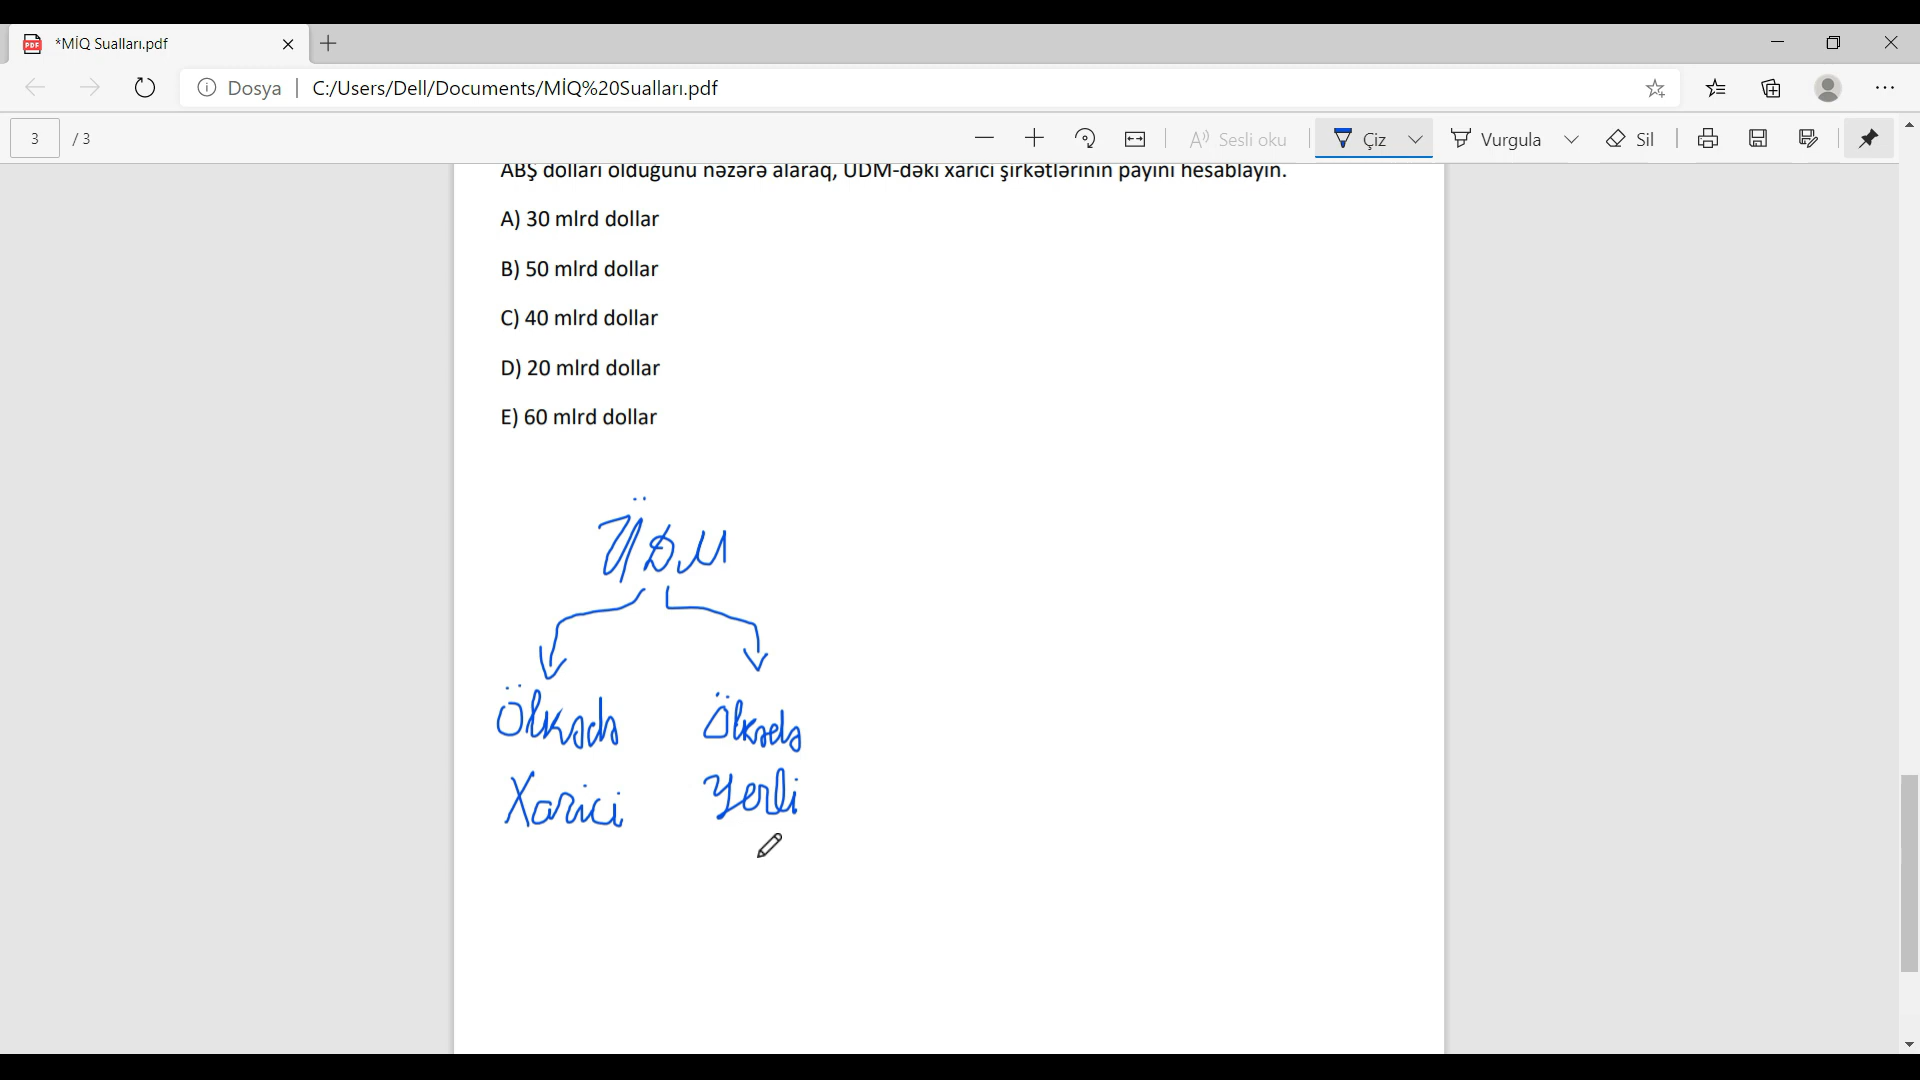 *MİQ Sualları.pdf
Dosya | C:/Users/Dell/Documents/MİQ%20Sualları.pdf
3 / 3
Sesli oku
Çiz
Vurgula
Sil
ABŞ dolları olduğunu nəzərə alaraq, ÜDM-dəki xarici şirkətlərinin payını hesablayın.
A) 30 mlrd dollar
B) 50 mlrd dollar
C) 40 mlrd dollar
D) 20 mlrd dollar
E) 60 mlrd dollar
ÜDM
Ölkədə Ölkədə
Xarici Yerli